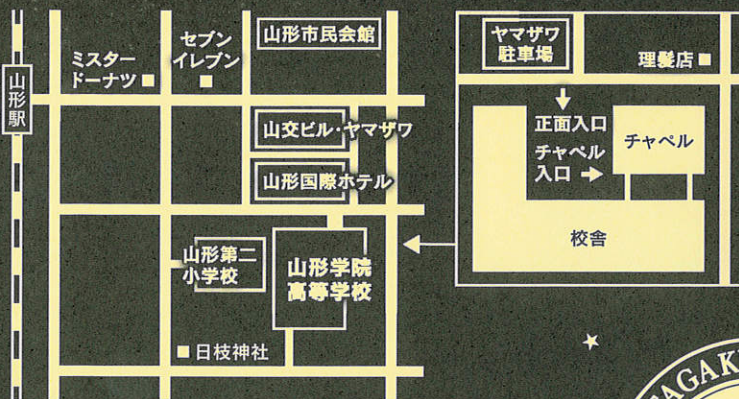 山形駅
ミスター
ドーナツ
セブン
イレブン
山形市民会館
山交ビル・ヤマザワ
山形国際ホテル
山形第二
小学校
山形学院
高等学校
日枝神社
ヤマザワ
駐車場
理髪店
正面入口
チャペル
入口
チャペル
校舎
AGAK